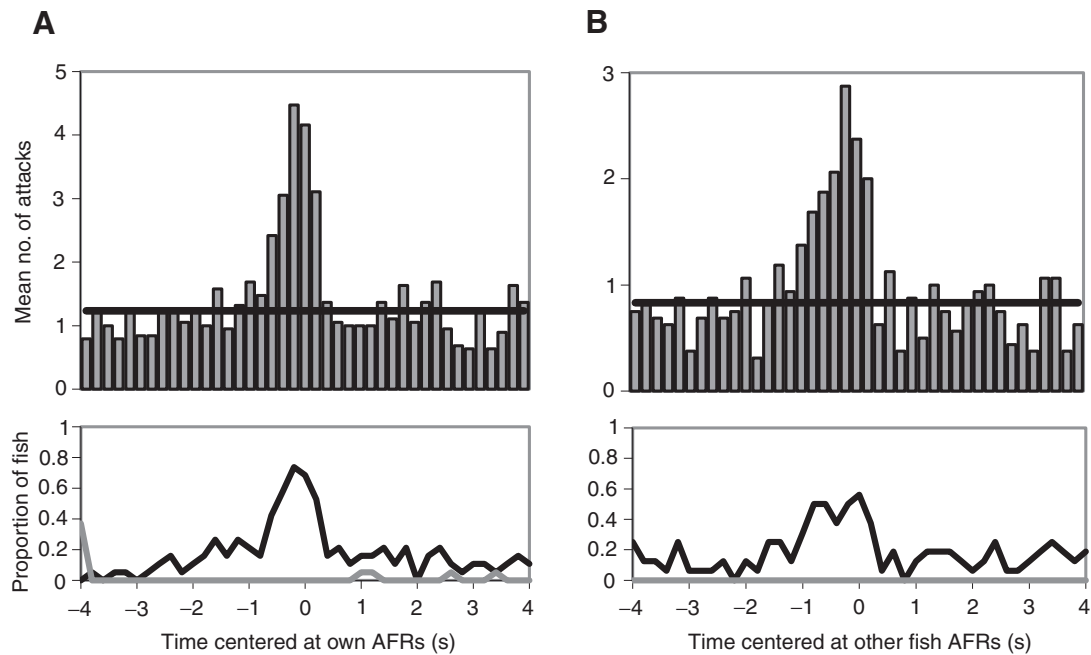 A
B
Mean no. of attacks
5
4
3
2
1
0
3
2
1
0
Proportion of fish
1
0.8
0.6
0.4
0.2
0
–4 –3 –2 –1 0 1 2 3 4
Time centered at own AFRs (s)
1
0.8
0.6
0.4
0.2
0
–4 –3 –2 –1 0 1 2 3 4
Time centered at other fish AFRs (s)